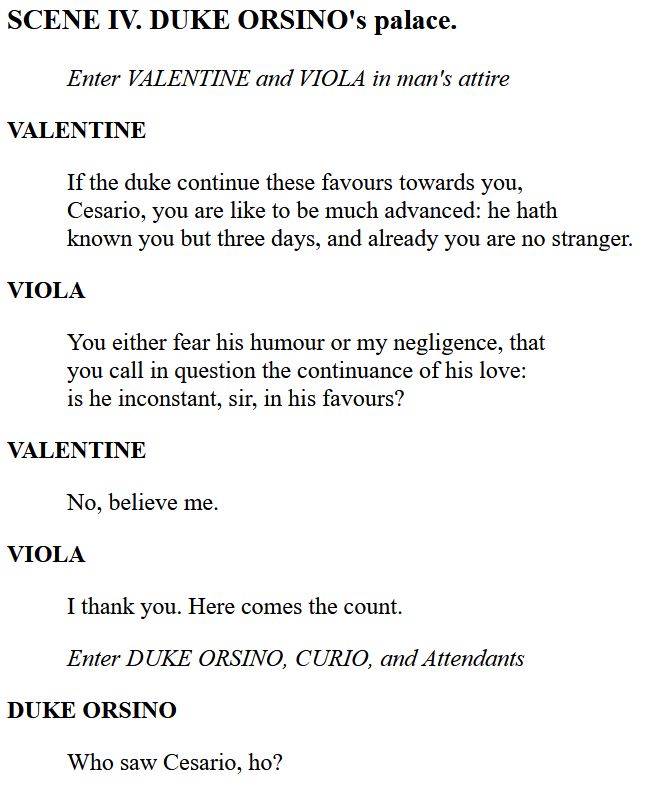 SCENE IV. DUKE ORSINO's palace.
Enter VALENTINE and VIOLA in man's attire
VALENTINE
If the duke continue these favours towards you,
Cesario, you are like to be much advanced: he hath
known you but three days, and already you are no stranger.
VIOLA
You either fear his humour or my negligence, that
you call in question the continuance of his love:
is he inconstant, sir, in his favours?
VALENTINE
No, believe me.
VIOLA
I thank you. Here comes the count.
Enter DUKE ORSINO, CURIO, and Attendants
DUKE ORSINO
Who saw Cesario, ho?